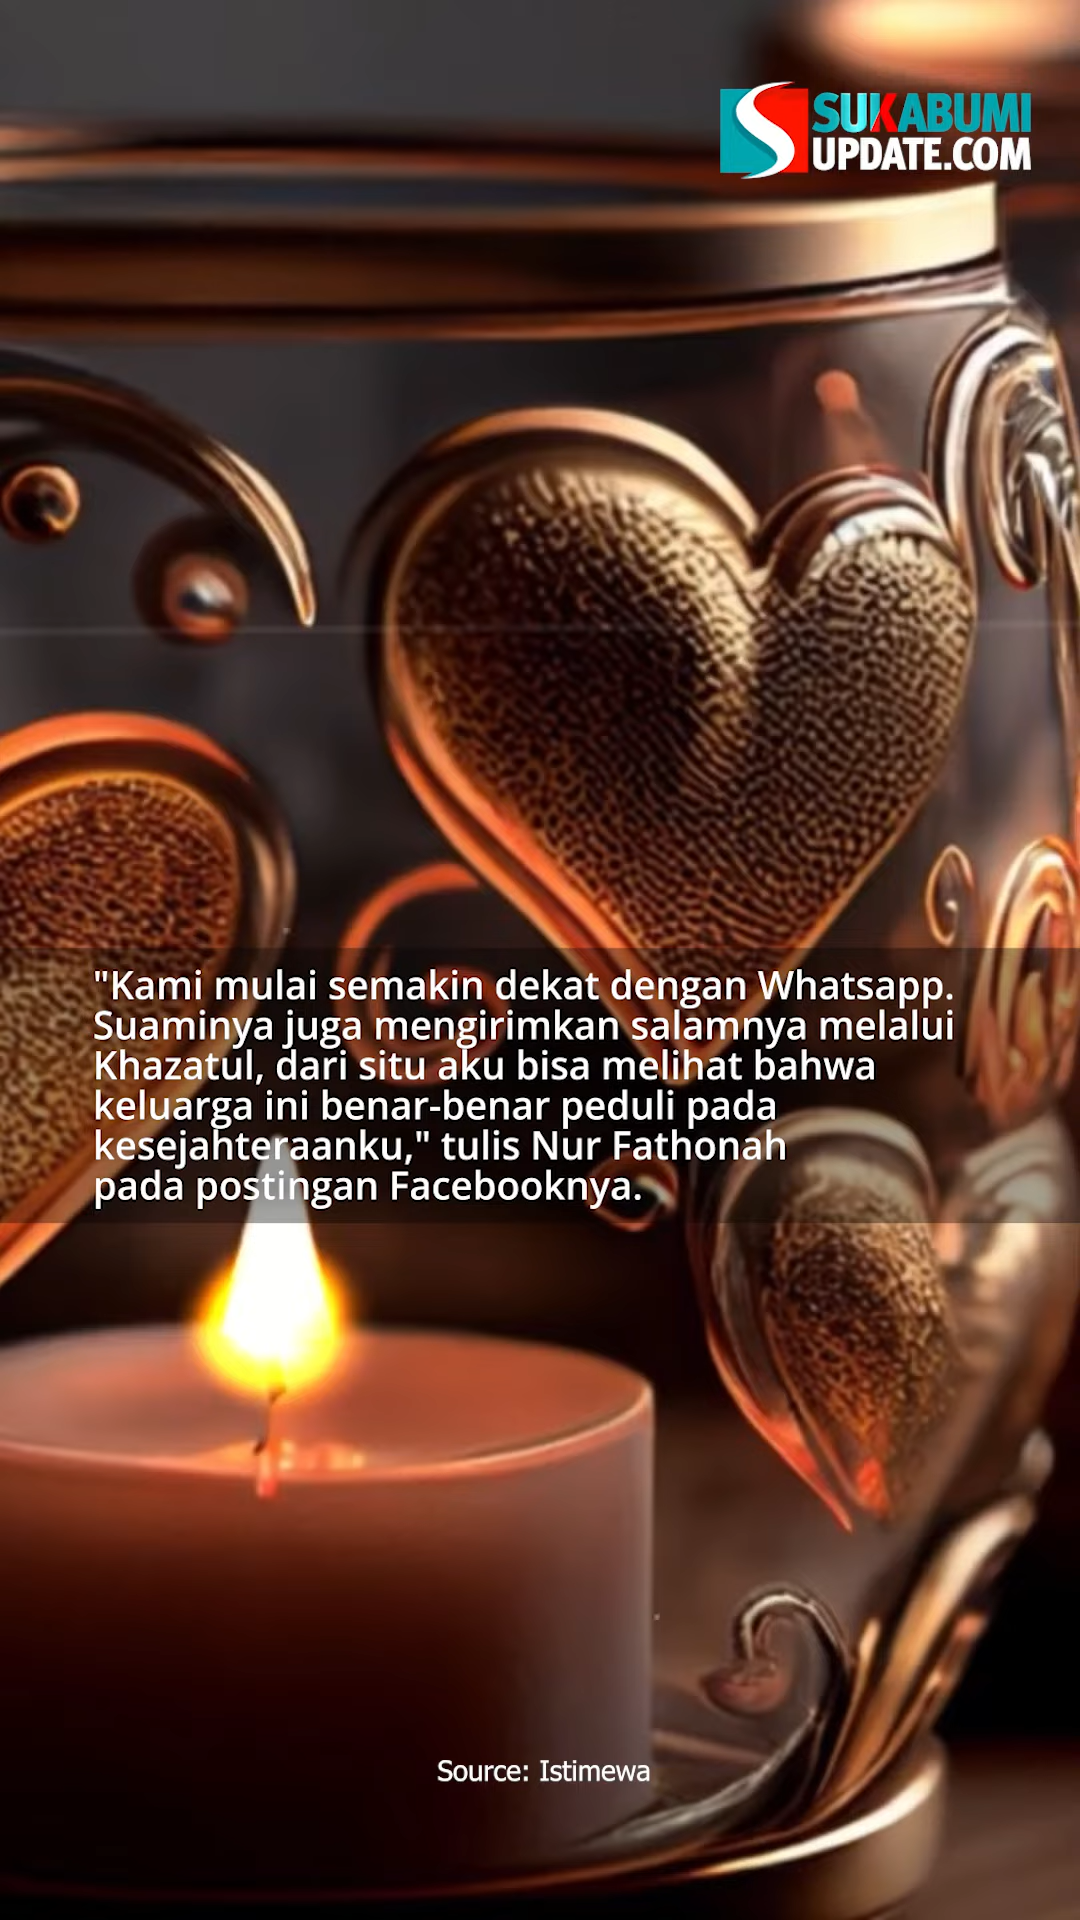 SUKABUMI
UPDATE.COM
"Kami mulai semakin dekat dengan Whatsapp.
Suaminya juga mengirimkan salamnya melalui
Khazatul, dari situ aku bisa melihat bahwa
keluarga ini benar-benar peduli pada
kesejahteraanku," tulis Nur Fathonah
pada postingan Facebooknya.
Source: Istimewa